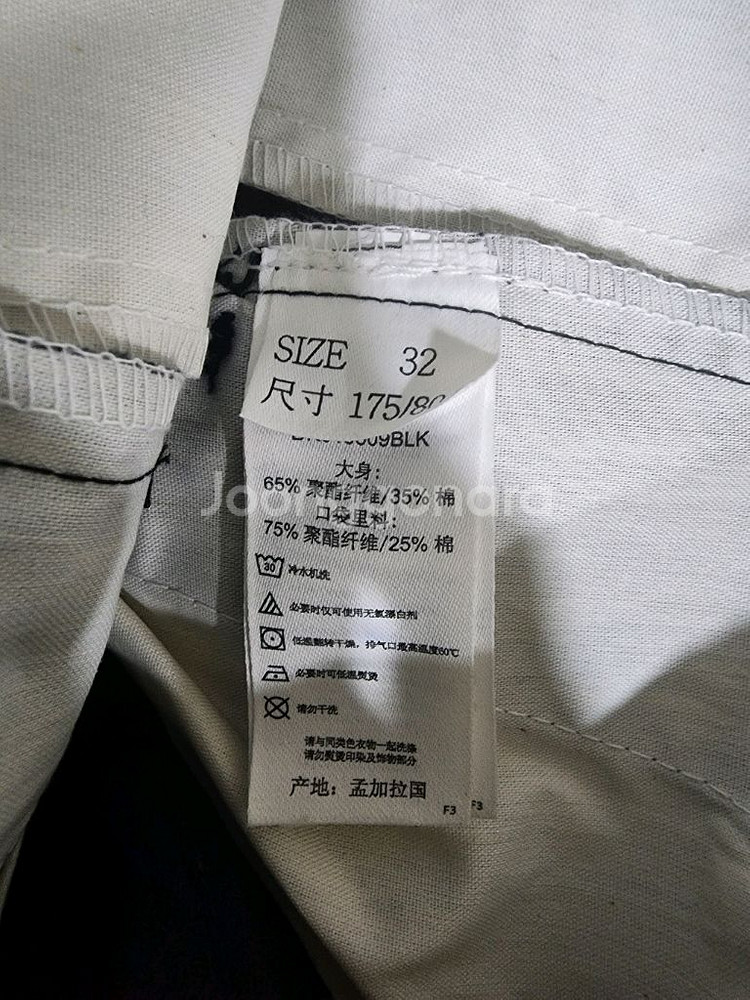 SIZE 32
尺寸 175/80
09BLK
大身:
65% 聚酯纤维/35% 棉
Joonggonara
口袋里料:
75% 聚酯纤维/25% 棉
30 冷水机洗
必要时仅可使用无氯漂白剂
低温翻转干燥，排气口最高温度60℃
必要时可低温熨烫
请勿干洗
请与同类色衣物一起洗涤
请勿熨烫印染及饰物部分
产地：孟加拉国
F3 F3